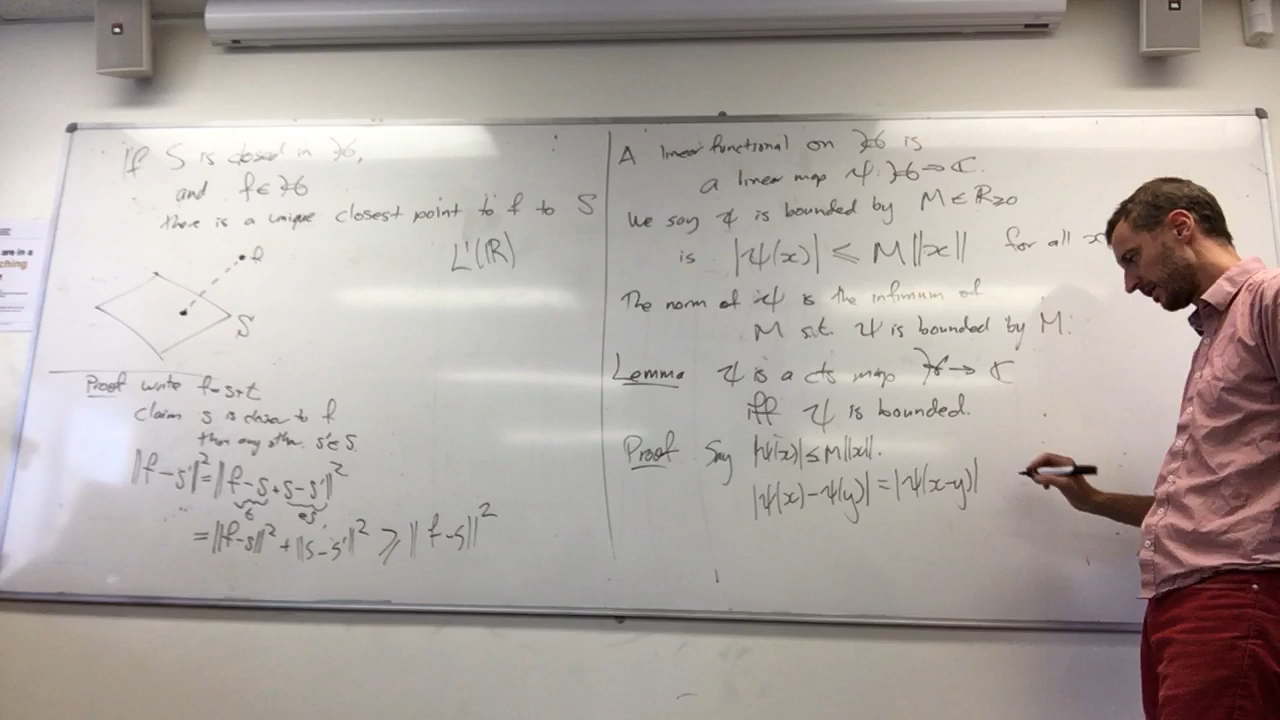 If S is closed in ℋ,
and f ∈ ℋ
there is a unique closest point to f to S
L¹(ℝ)
f
S
Proof write f=s+t
claim s is closer to f
than any other s'∈S.
||f-s'||² = ||f-s + s-s'||²
= ||f-s||² + ||s-s'||² ⩾ ||f-s||²
A linear functional on ℋ is
a linear map ψ: ℋ → ℂ.
We say ψ is bounded by M ∈ ℝ≥0
is |ψ(x)| ≤ M||x|| for all x
The norm of ψ is the infimum of
M s.t. ψ is bounded by M.
Lemma ψ is a cts map ℋ → ℂ
iff ψ is bounded.
Proof Say |ψ(x)| ≤ M||x||.
|ψ(x)-ψ(y)| = |ψ(x-y)|
are in a
ching